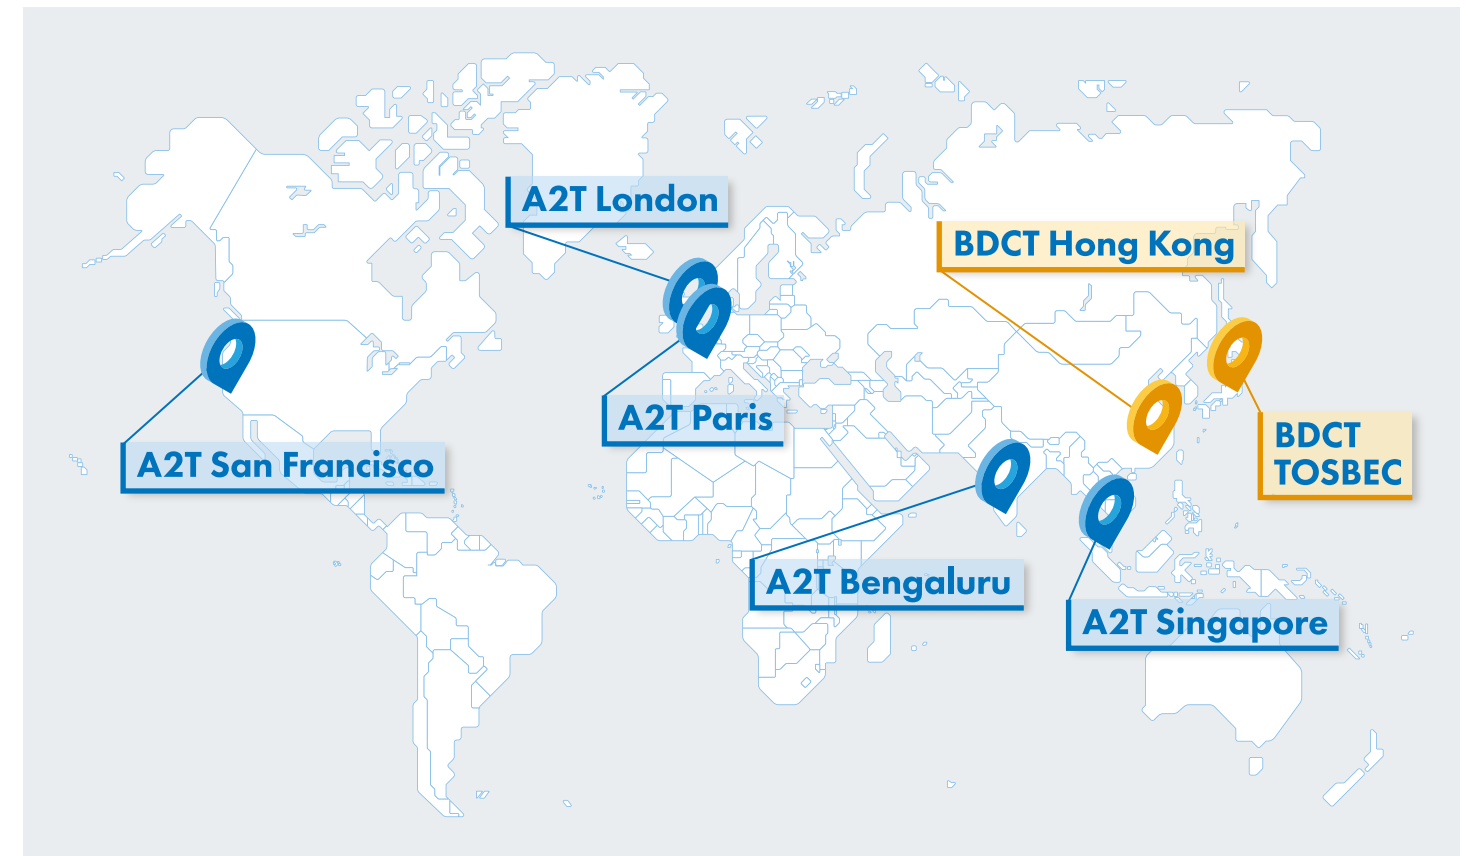 A2T London
BDCT Hong Kong
A2T Paris
BDCT
TOSBEC
A2T San Francisco
A2T Bengaluru
A2T Singapore